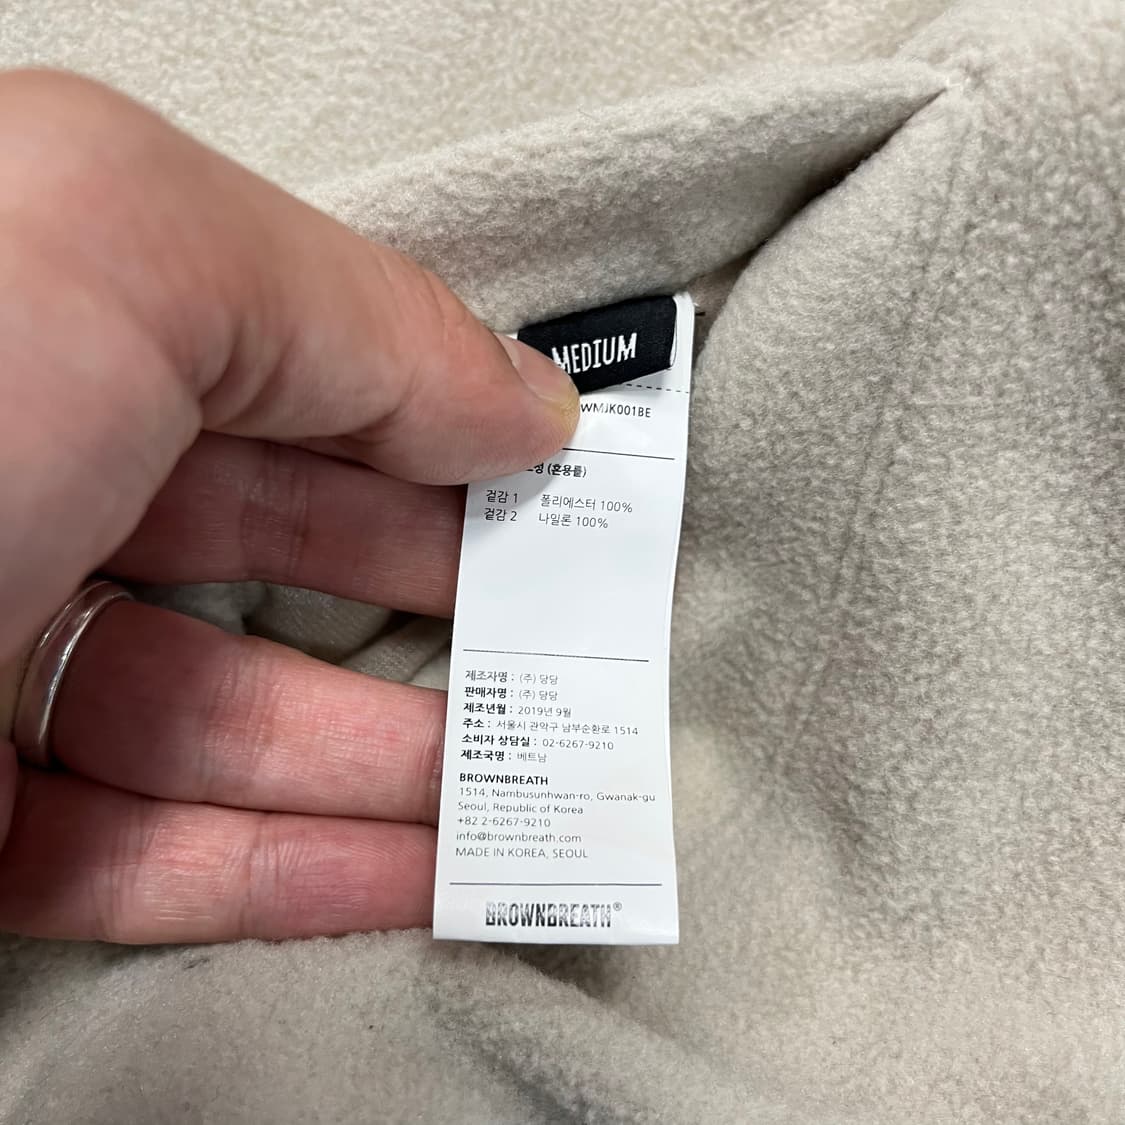 MEDIUM
WMJK001BE
성 (혼용률)
겉감 1 폴리에스터 100%
겉감 2 나일론 100%
제조자명 : (주) 당당
판매자명 : (주) 당당
제조년월 : 2019년 9월
주소 : 서울시 관악구 남부순환로 1514
소비자 상담실 : 02-6267-9210
제조국명 : 베트남
BROWNBREATH
1514, Nambusunhwan-ro, Gwanak-gu
Seoul, Republic of Korea
+82 2-6267-9210
info@brownbreath.com
MADE IN KOREA, SEOUL
BROWNBREATH®